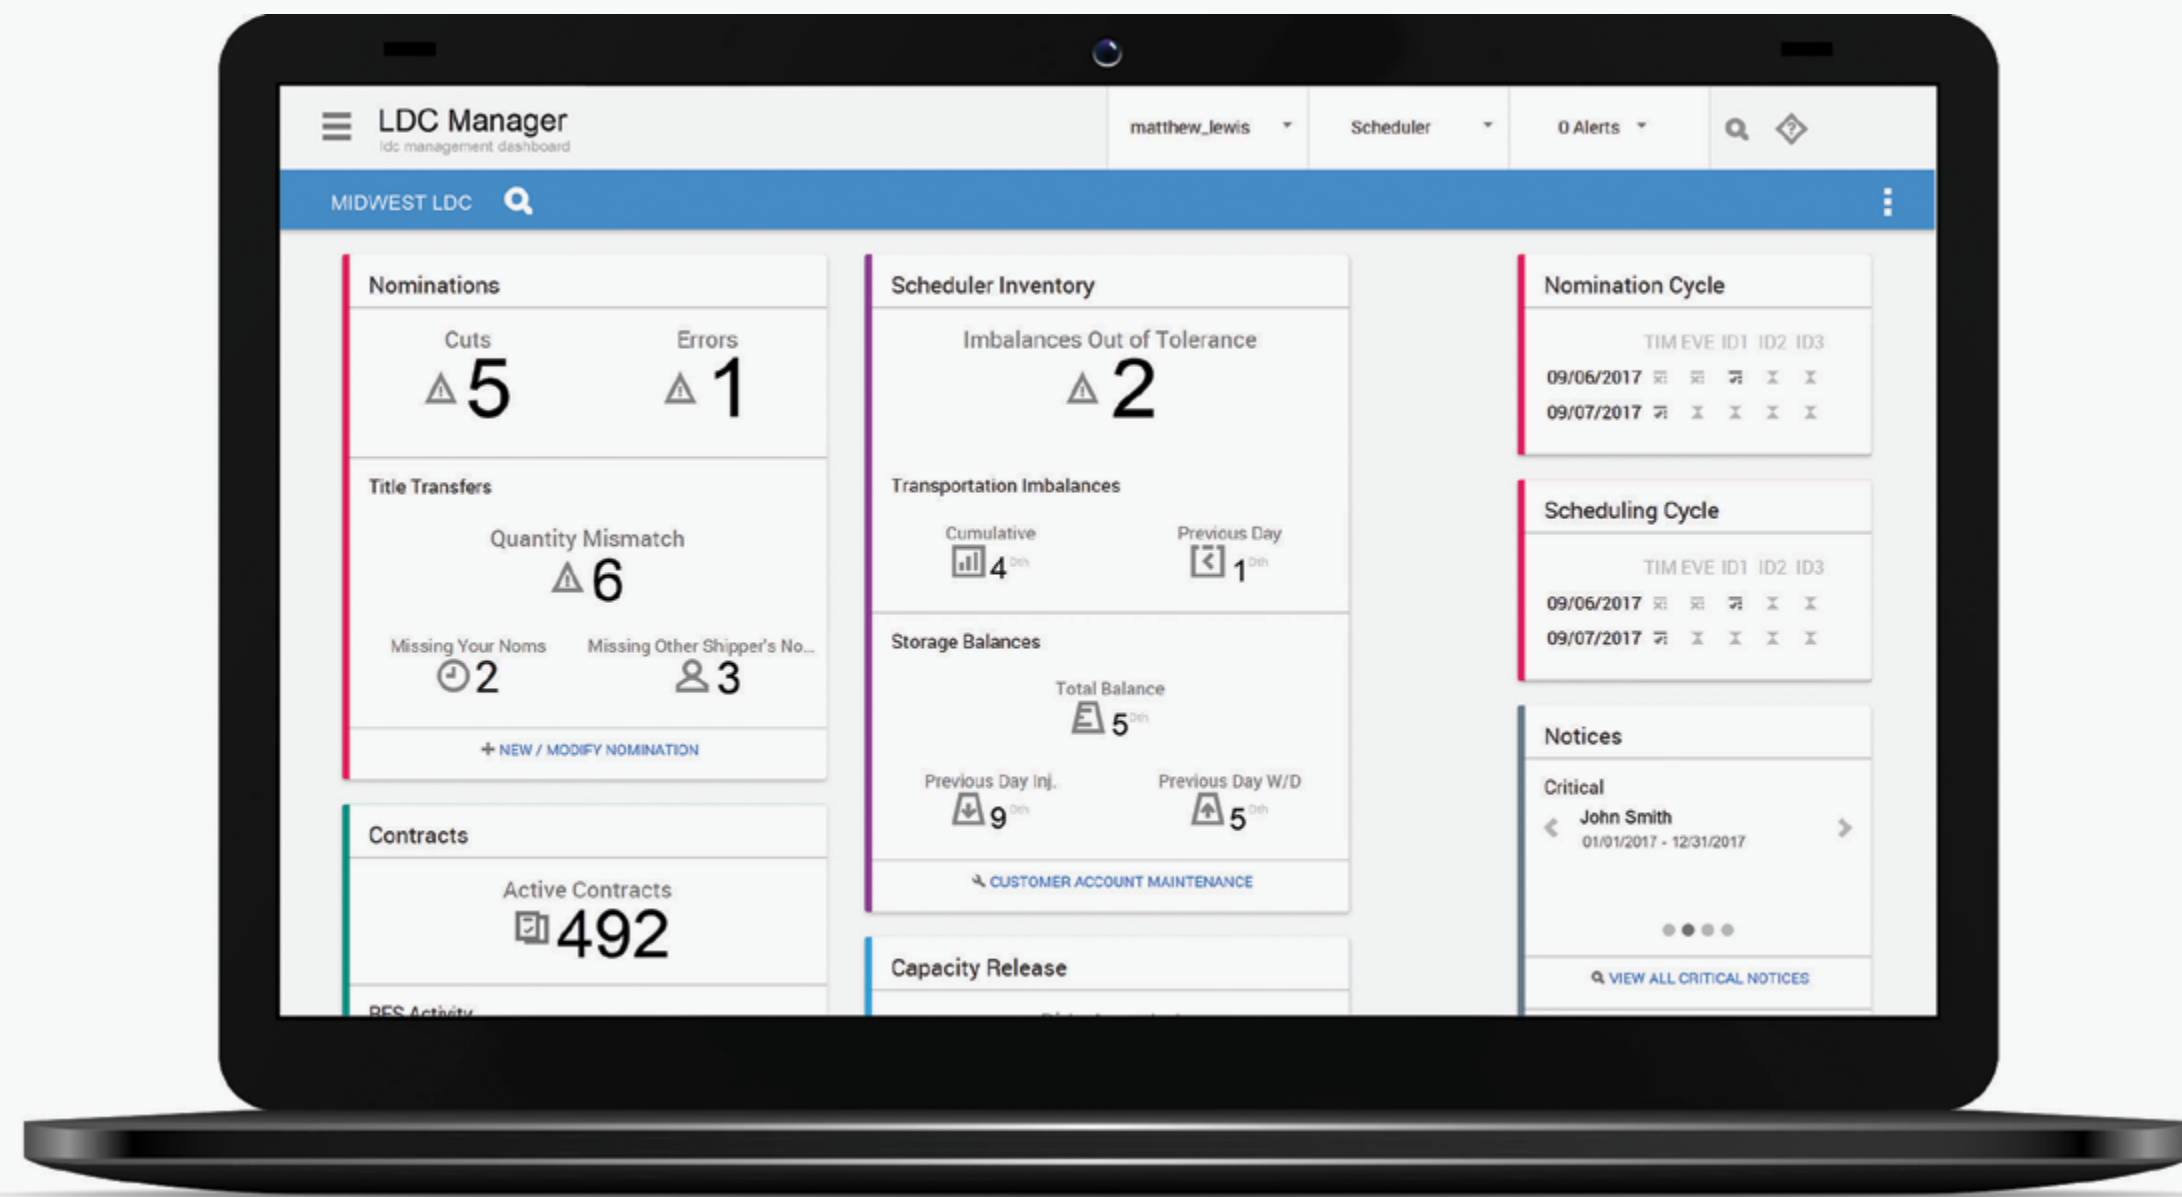 LDC Manager
ldc management dashboard
matthew_lewis
Scheduler
0 Alerts
MIDWEST LDC
Nominations
Cuts
5
Errors
1
Title Transfers
Quantity Mismatch
6
Missing Your Noms
2
Missing Other Shipper's No...
3
+ NEW / MODIFY NOMINATION
Contracts
Active Contracts
492
Scheduler Inventory
Imbalances Out of Tolerance
2
Transportation Imbalances
Cumulative
4 Dth
Previous Day
1 Dth
Storage Balances
Total Balance
5 Dth
Previous Day Inj.
9 Dth
Previous Day W/D
5 Dth
CUSTOMER ACCOUNT MAINTENANCE
Capacity Release
Nomination Cycle
TIM EVE ID1 ID2 ID3
09/06/2017
09/07/2017
Scheduling Cycle
TIM EVE ID1 ID2 ID3
09/06/2017
09/07/2017
Notices
Critical
John Smith
01/01/2017 - 12/31/2017
VIEW ALL CRITICAL NOTICES